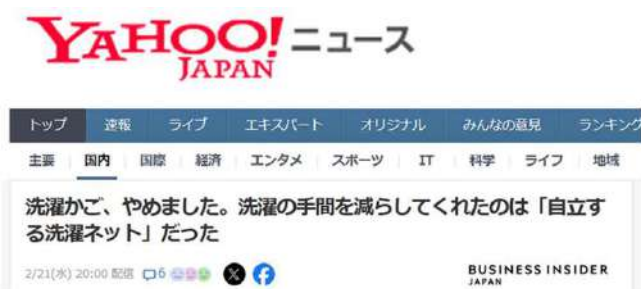 YAHOO! ニュース
JAPAN
トップ 速報 ライブ エキスパート オリジナル みんなの意見 ランキング
主要 国内 国際 経済 エンタメ スポーツ IT 科学 ライフ 地域
洗濯かご、やめました。洗濯の手間を減らしてくれたのは「自立す
る洗濯ネット」だった
2/21(水) 20:00 配信 6
BUSINESS INSIDER
JAPAN